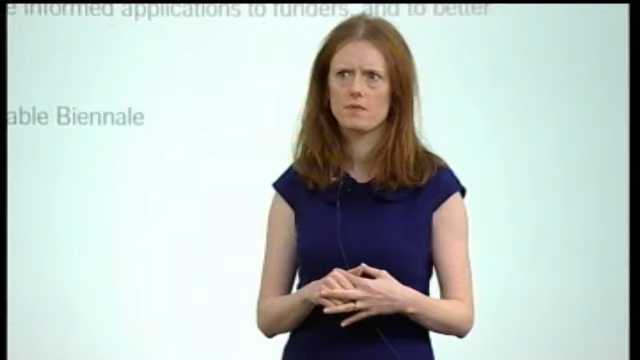 e informed applications to funders, and to better
able Biennale